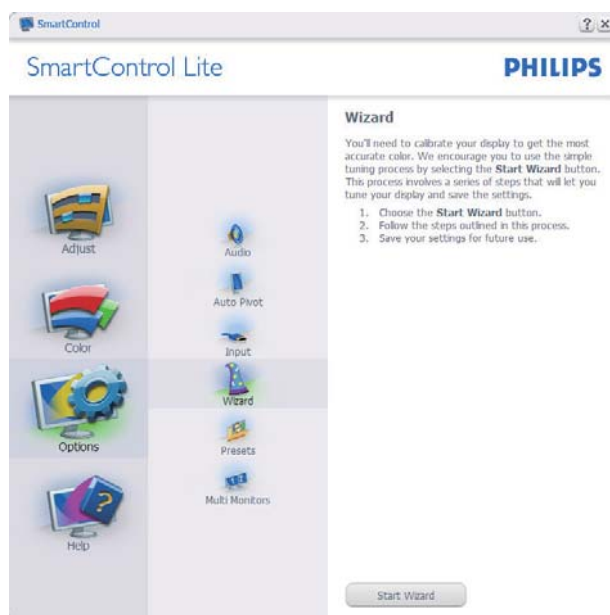 SmartControl
SmartControl Lite
PHILIPS
Adjust
Color
Options
Help
Audio
Auto Pivot
Input
Wizard
Presets
Multi Monitors
Wizard
You'll need to calibrate your display to get the most
accurate color. We encourage you to use the simple
tuning process by selecting the Start Wizard button.
This process involves a series of steps that will let you
tune your display and save the settings.
1. Choose the Start Wizard button.
2. Follow the steps outlined in this process.
3. Save your settings for future use.
Start Wizard